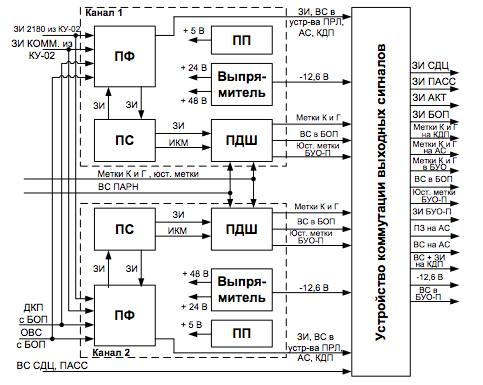 Канал 1
ЗИ, ВС в
устр-ва ПРЛ,
АС, КДП
ЗИ 2180 из КУ-02
ЗИ КОММ. из
КУ-02
ПФ
+ 5 В
ПП
+ 24 В
Выпря-
митель
-12,6 В
+ 48 В
ЗИ
ЗИ
ПС
ЗИ
ИКМ
ПДШ
Метки К и Г
ВС в БОП
Юст. метки
БУО-П
Метки К и Г , юст. метки
ВС ПАРН
ПС
ЗИ
ИКМ
ПДШ
Метки К и Г
ВС в БОП
Юст. метки
БУО-П
ЗИ
ЗИ
+ 48 В
Выпря-
митель
-12,6 В
+ 24 В
ПФ
+ 5 В
ПП
ДКП
с БОП
ОВС
с БОП
Канал 2
ЗИ, ВС в
устр-ва ПРЛ,
АС, КДП
ВС СДЦ, ПАСС
Устройство коммутации выходных сигналов
ЗИ СДЦ
ЗИ ПАСС
ЗИ АКТ
ЗИ БОП
Метки К и Г
на КДП
Метки К и Г
на АС
Метки К и Г
в БУО
ВС в БОП
Юст. метки
БУО-П
ЗИ БУО-П
ПЗ на АС
ВС на АС
ВС + ЗИ
на КДП
-12,6 В
ВС в
БУО-П